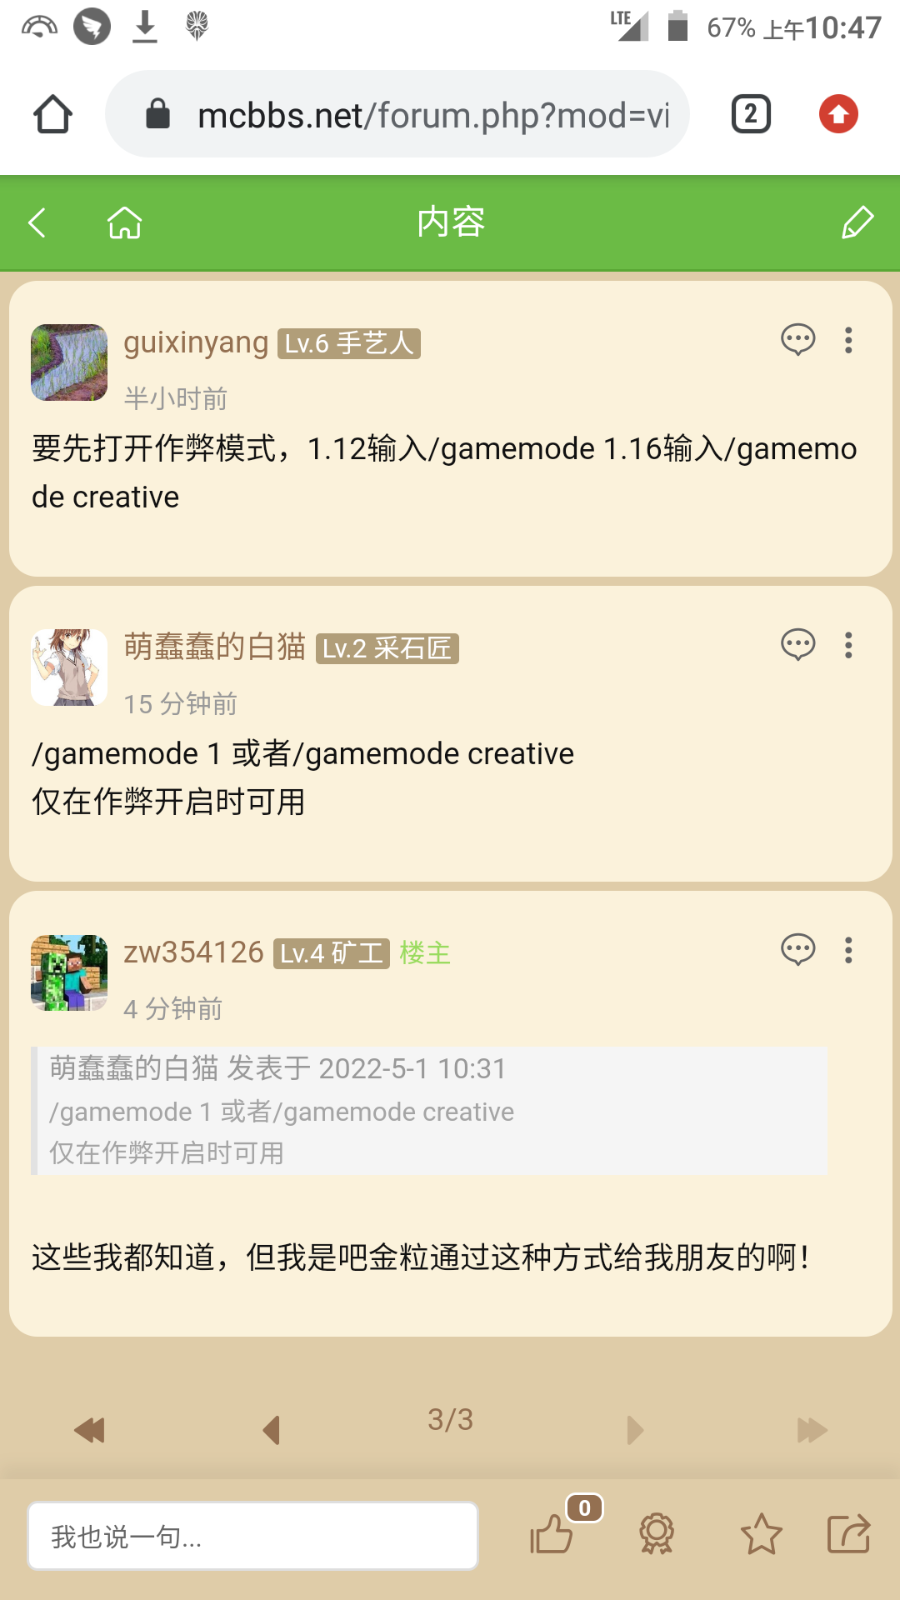 LTE 67% 上午10:47
mcbbs.net/forum.php?mod=vi
2
内容
guixinyang Lv.6 手艺人
半小时前
要先打开作弊模式，1.12输入/gamemode 1.16输入/gamemo
de creative
萌蠢蠢的白猫 Lv.2 采石匠
15 分钟前
/gamemode 1 或者/gamemode creative
仅在作弊开启时可用
zw354126 Lv.4 矿工 楼主
4 分钟前
萌蠢蠢的白猫 发表于 2022-5-1 10:31
/gamemode 1 或者/gamemode creative
仅在作弊开启时可用
这些我都知道，但我是吧金粒通过这种方式给我朋友的啊！
3/3
我也说一句...
0